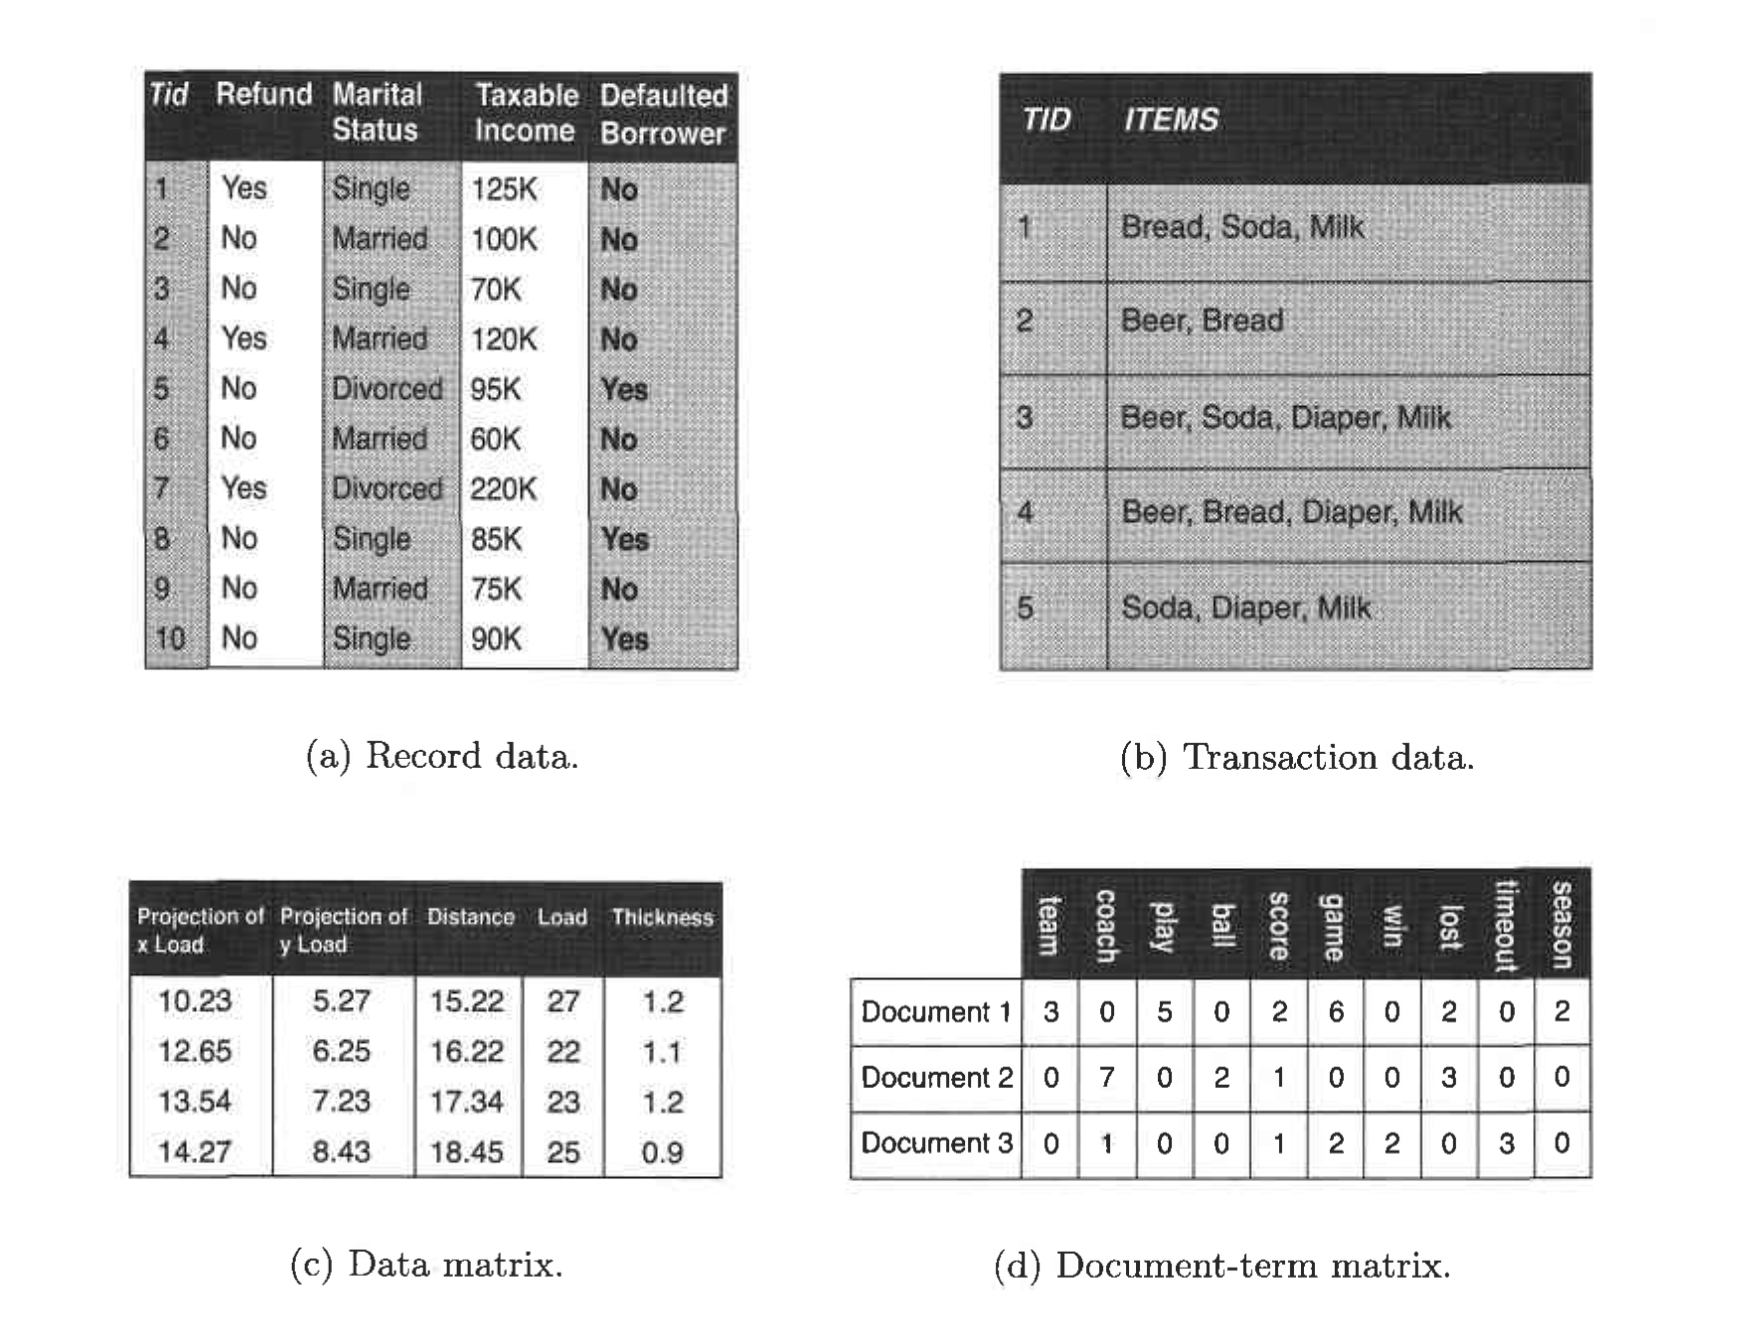 Tid Refund Marital Status Taxable Income Defaulted Borrower
1 Yes Single 125K No
2 No Married 100K No
3 No Single 70K No
4 Yes Married 120K No
5 No Divorced 95K Yes
6 No Married 60K No
7 Yes Divorced 220K No
8 No Single 85K Yes
9 No Married 75K No
10 No Single 90K Yes
(a) Record data.
TID ITEMS
1 Bread, Soda, Milk
2 Beer, Bread
3 Beer, Soda, Diaper, Milk
4 Beer, Bread, Diaper, Milk
5 Soda, Diaper, Milk
(b) Transaction data.
Projection of x Load Projection of y Load Distance Load Thickness
10.23 5.27 15.22 27 1.2
12.65 6.25 16.22 22 1.1
13.54 7.23 17.34 23 1.2
14.27 8.43 18.45 25 0.9
(c) Data matrix.
team coach play ball score game win lost timeout season
Document 1 3 0 5 0 2 6 0 2 0 2
Document 2 0 7 0 2 1 0 0 3 0 0
Document 3 0 1 0 0 1 2 2 0 3 0
(d) Document-term matrix.